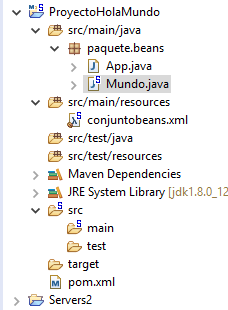 ProyectoHolaMundo
src/main/java
paquete.beans
App.java
Mundo.java
src/main/resources
conjuntobeans.xml
src/test/java
src/test/resources
Maven Dependencies
JRE System Library [jdk1.8.0_12
src
main
test
target
pom.xml
Servers2